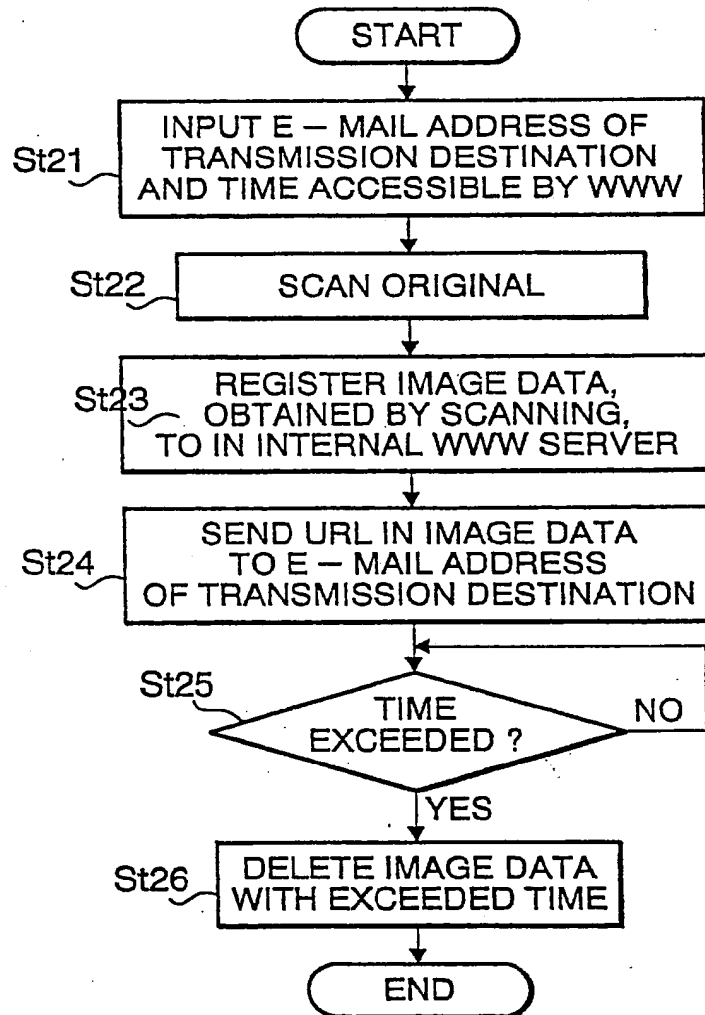 START
St21
INPUT E – MAIL ADDRESS OF
TRANSMISSION DESTINATION
AND TIME ACCESSIBLE BY WWW
St22
SCAN ORIGINAL
St23
REGISTER IMAGE DATA,
OBTAINED BY SCANNING,
TO IN INTERNAL WWW SERVER
St24
SEND URL IN IMAGE DATA
TO E – MAIL ADDRESS
OF TRANSMISSION DESTINATION
St25
TIME
EXCEEDED ?
NO
YES
St26
DELETE IMAGE DATA
WITH EXCEEDED TIME
END